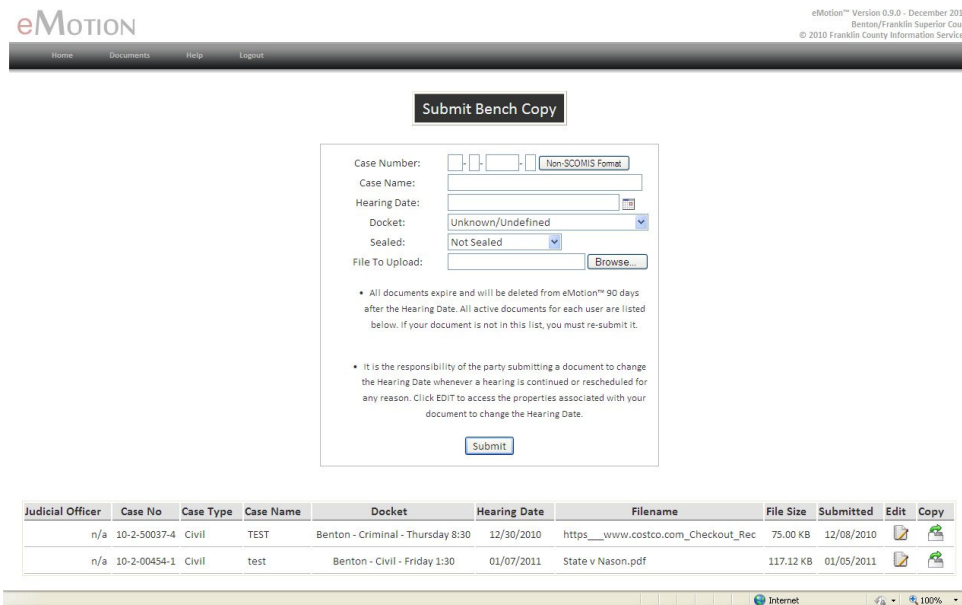 eMOTION
eMotion™ Version 0.9.0 - December 201
Benton/Franklin Superior Cou
© 2010 Franklin County Information Service
Home Documents Help Logout
Submit Bench Copy
Case Number: - - - Non-SCOMIS Format
Case Name:
Hearing Date:
Docket: Unknown/Undefined
Sealed: Not Sealed
File To Upload: Browse...
• All documents expire and will be deleted from eMotion™ 90 days
after the Hearing Date. All active documents for each user are listed
below. If your document is not in this list, you must re-submit it.
• It is the responsibility of the party submitting a document to change
the Hearing Date whenever a hearing is continued or rescheduled for
any reason. Click EDIT to access the properties associated with your
document to change the Hearing Date.
Submit
Judicial Officer Case No Case Type Case Name Docket Hearing Date Filename File Size Submitted Edit Copy
n/a 10-2-50037-4 Civil TEST Benton - Criminal - Thursday 8:30 12/30/2010 https___www.costco.com_Checkout_Rec 75.00 KB 12/08/2010
n/a 10-2-00454-1 Civil test Benton - Civil - Friday 1:30 01/07/2011 State v Nason.pdf 117.12 KB 01/05/2011
Internet 100%